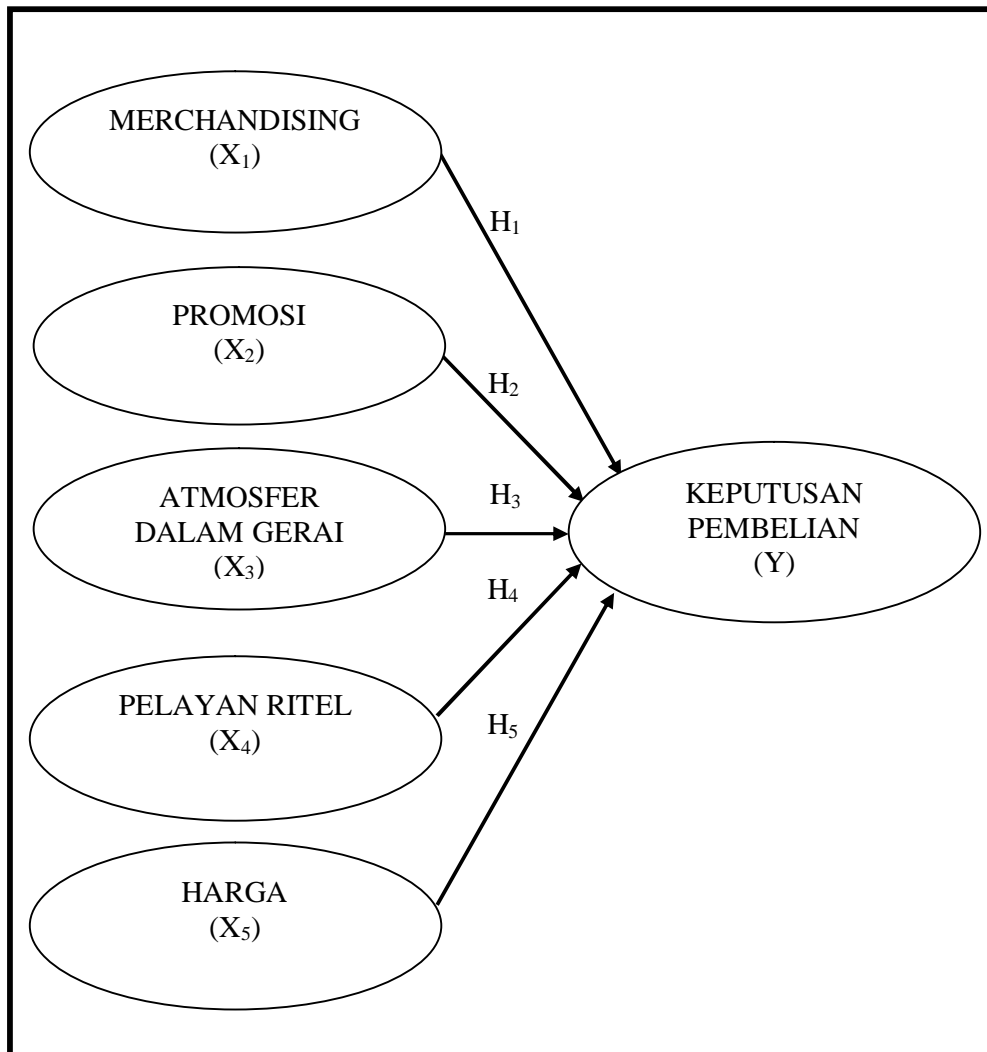 MERCHANDISING
(X₁)
H₁
PROMOSI
(X₂)
H₂
ATMOSFER
DALAM GERAI
(X₃)
H₃
KEPUTUSAN
PEMBELIAN
(Y)
H₄
PELAYAN RITEL
(X₄)
H₅
HARGA
(X₅)